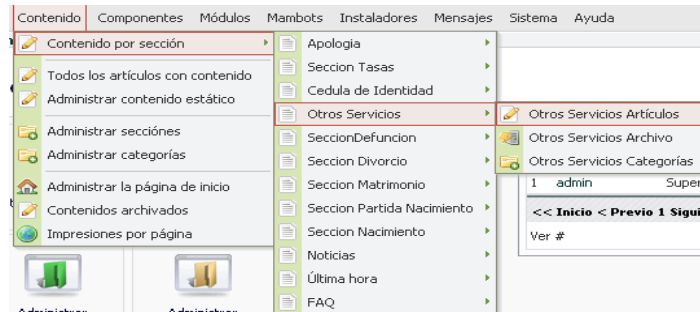 Contenido Componentes Módulos Mambots Instaladores Mensajes Sistema Ayuda
Contenido por sección
Todos los artículos con contenido
Administrar contenido estático
Administrar secciónes
Administrar categorías
Administrar la página de inicio
Contenidos archivados
Impresiones por página
Apologia
Seccion Tasas
Cedula de Identidad
Otros Servicios
SeccionDefuncion
Seccion Divorcio
Seccion Matrimonio
Seccion Partida Nacimiento
Seccion Nacimiento
Noticias
Última hora
FAQ
Otros Servicios Artículos
Otros Servicios Archivo
Otros Servicios Categorías
1 admin Super
<< Inicio < Previo 1 Sigui
Ver #